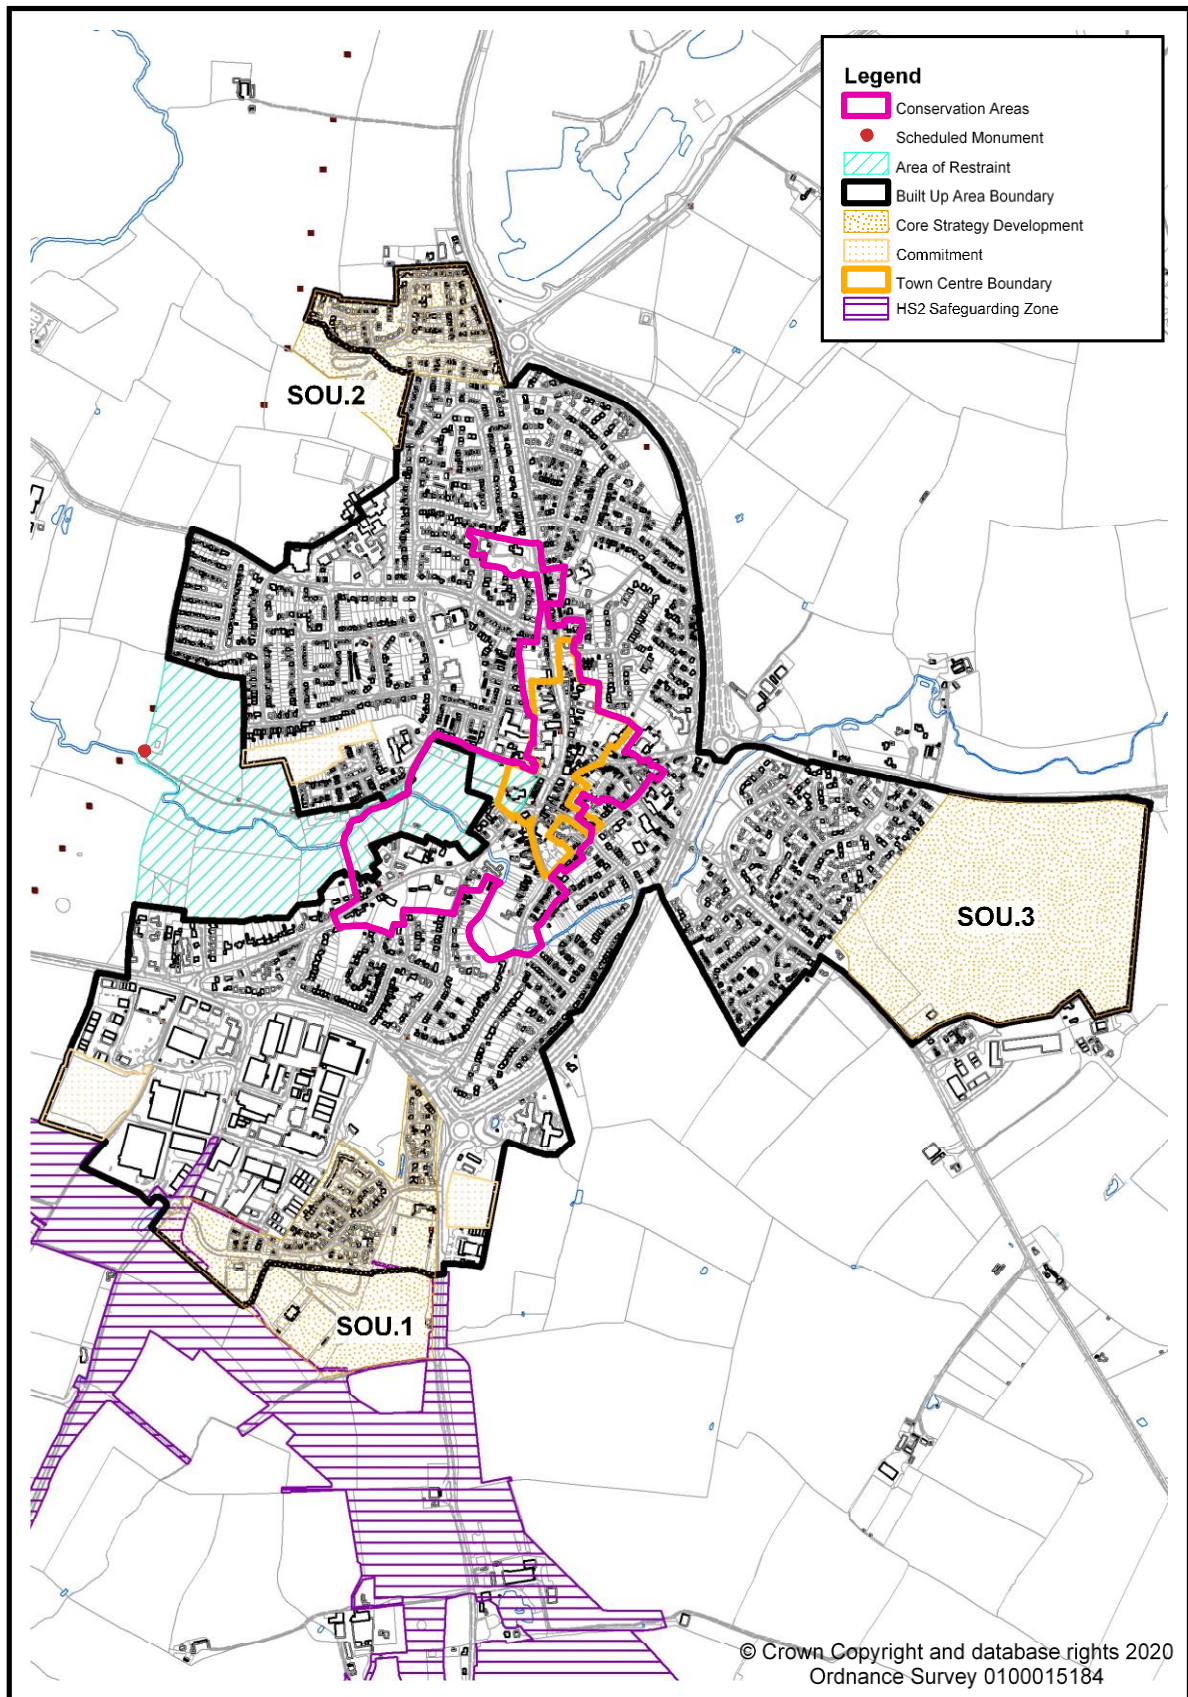 Legend
Conservation Areas
Scheduled Monument
Area of Restraint
Built Up Area Boundary
Core Strategy Development
Commitment
Town Centre Boundary
HS2 Safeguarding Zone
SOU.2
SOU.3
SOU.1
© Crown Copyright and database rights 2020
Ordnance Survey 0100015184